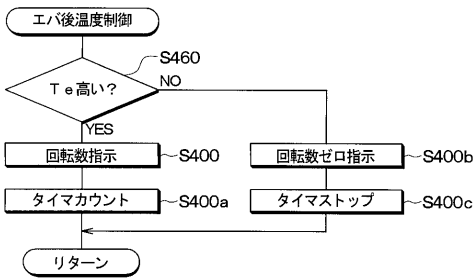 エバ後温度制御
S460
Te高い?
NO
YES
回転数指示
S400
回転数ゼロ指示
S400b
タイマカウント
S400a
タイマストップ
S400c
リターン